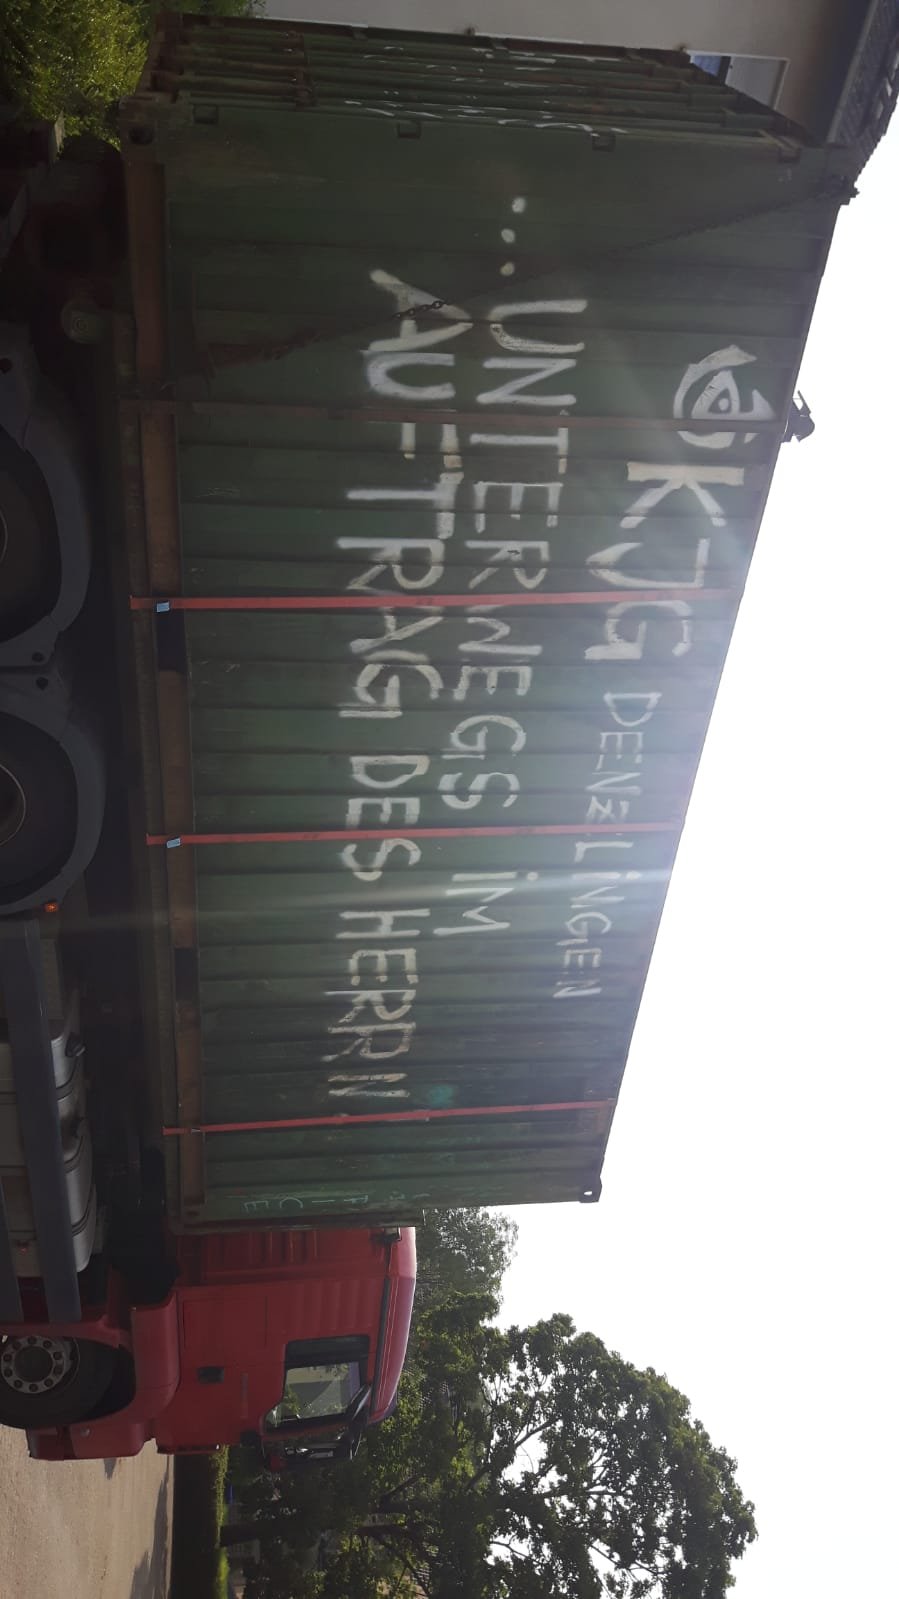 KJG DENZLINGEN
...UNTERWEGS IM
AUFTRAG DES HERRN